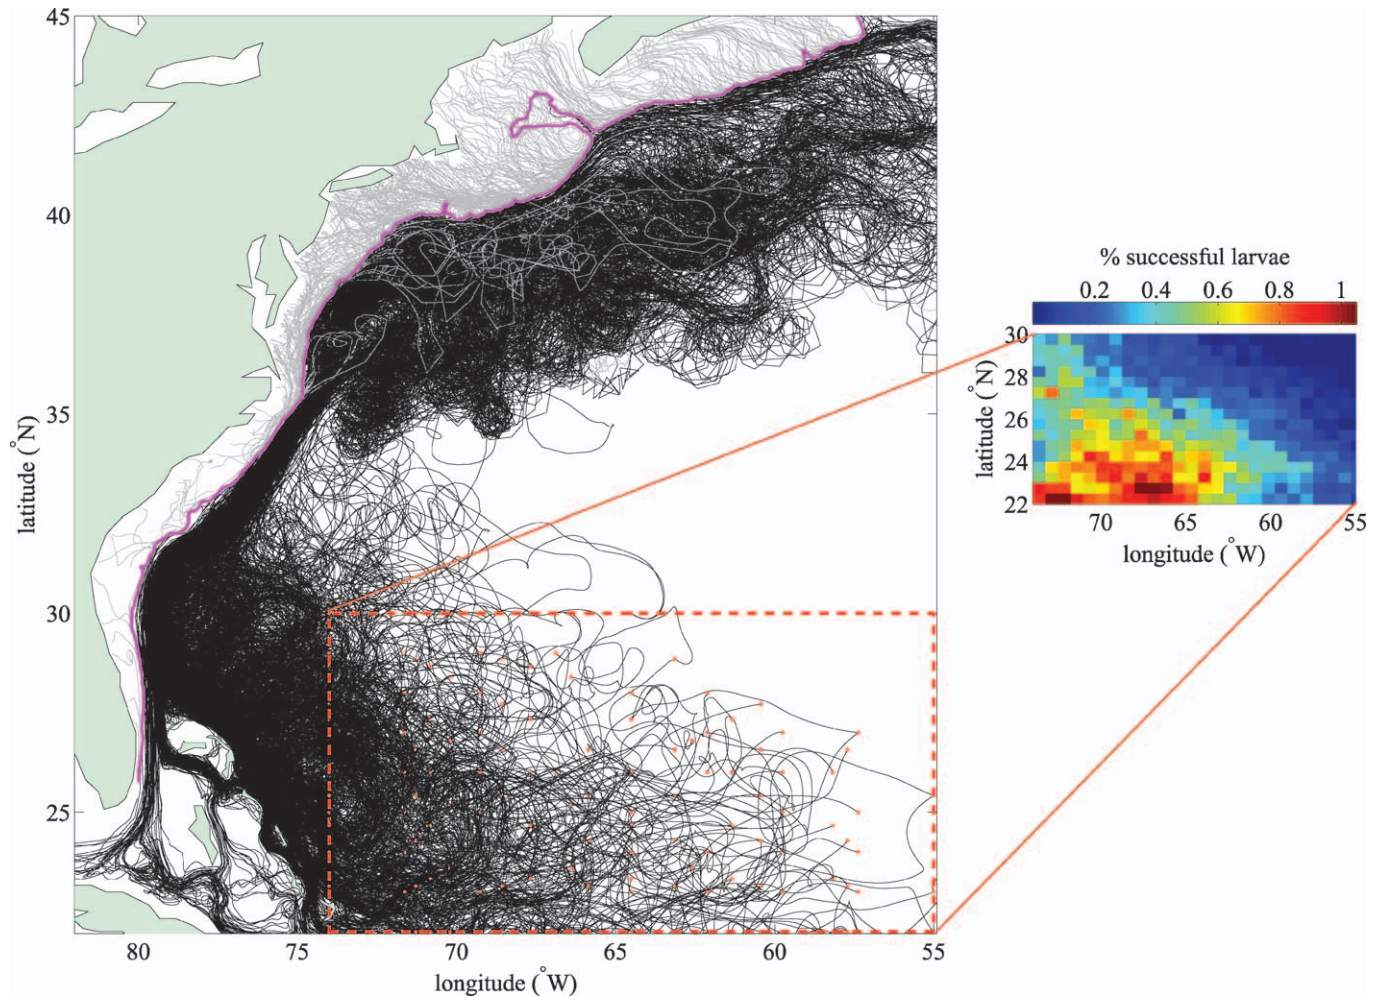 45
40
35
30
25
latitude (°N)
80 75 70 65 60 55
longitude (°W)
% successful larvae
0.2 0.4 0.6 0.8 1
30
28
26
24
22
latitude (°N)
70 65 60 55
longitude (°W)